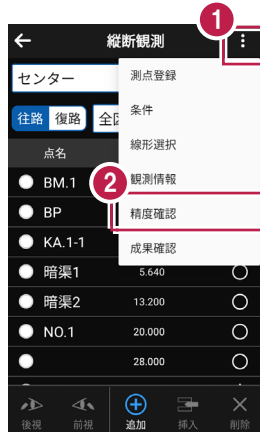 1
縦断観測
センター
測点登録
条件
往路 復路 全区
線形選択
点名
観測情報
BM.1
2
BP
精度確認
KA.1-1
成果確認
暗渠1 5.640
暗渠2 13.200
NO.1 20.000
28.000
後視 前視 追加 挿入 削除